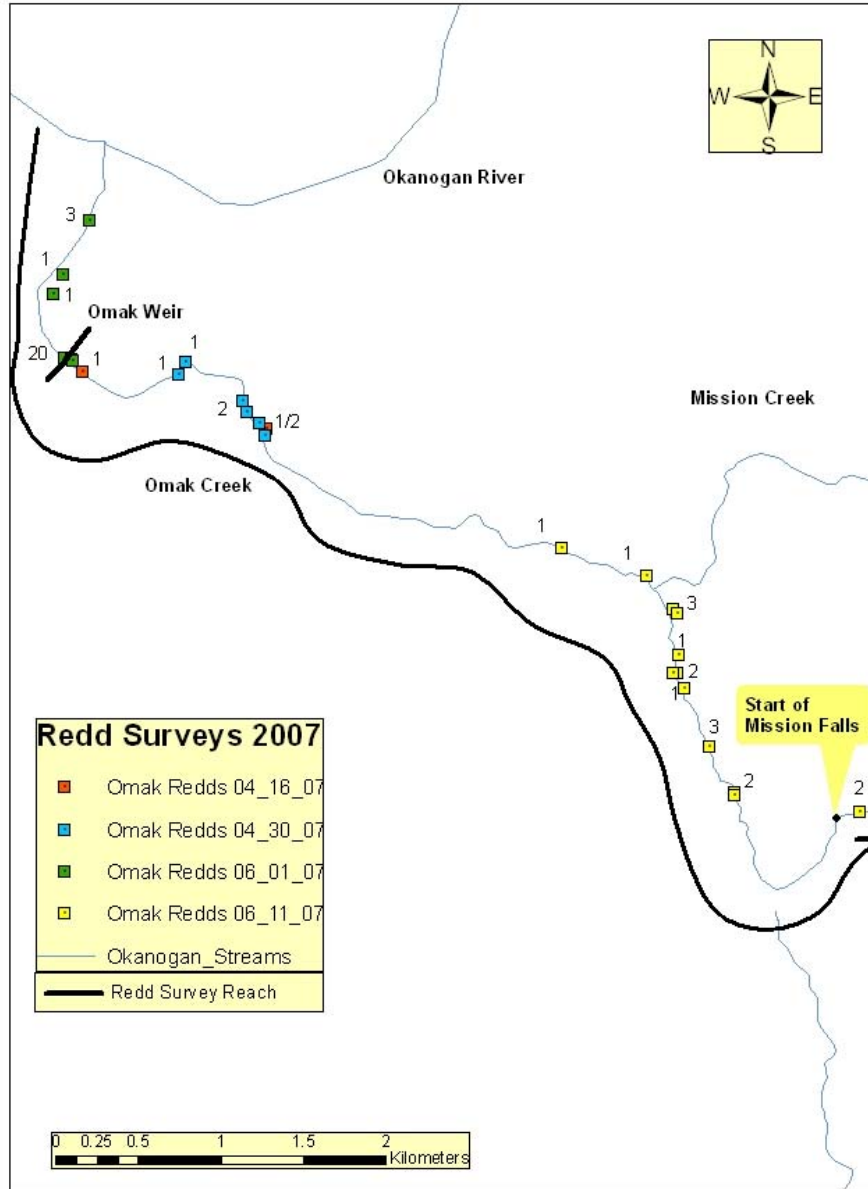 N
W E
S
Okanogan River
3
1
1
Omak Weir
20
1
1
1
2
1/2
Mission Creek
Omak Creek
1
1
3
1
2
1
3
2
Start of
Mission Falls
2
Redd Surveys 2007
Omak Redds 04_16_07
Omak Redds 04_30_07
Omak Redds 06_01_07
Omak Redds 06_11_07
Okanogan_Streams
Redd Survey Reach
0 0.25 0.5 1 1.5 2
Kilometers